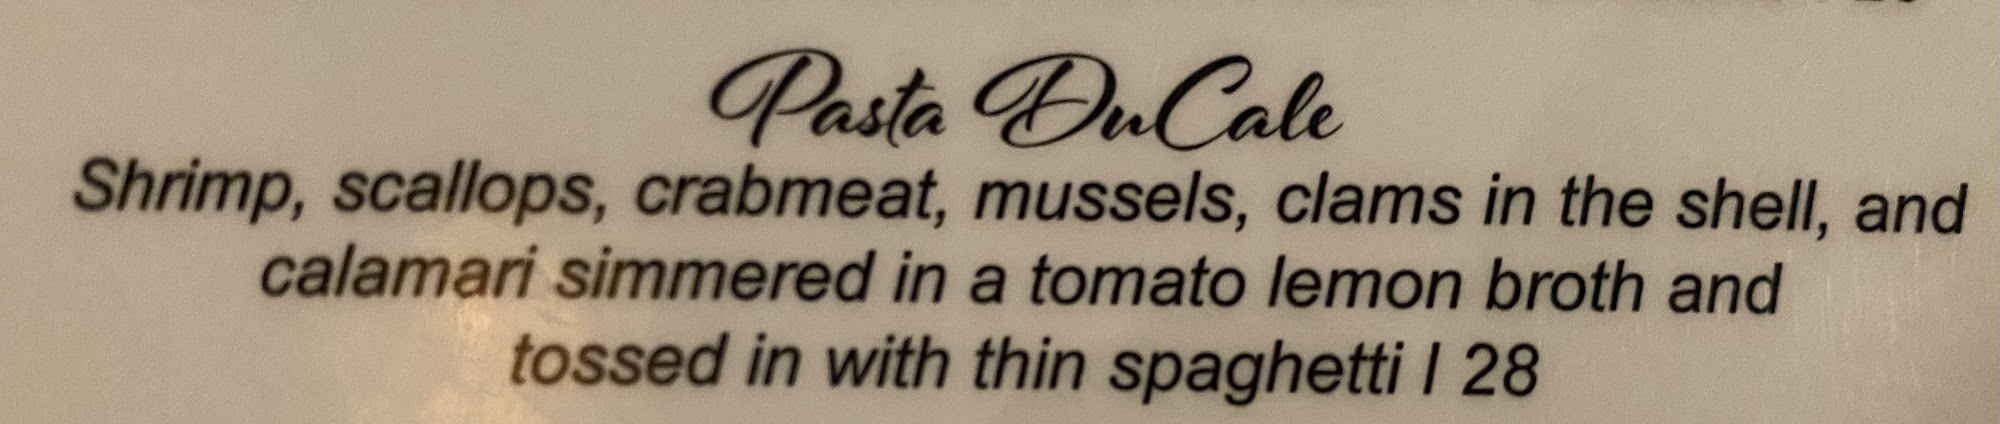 Pasta DuCale
Shrimp, scallops, crabmeat, mussels, clams in the shell, and
calamari simmered in a tomato lemon broth and
tossed in with thin spaghetti I 28